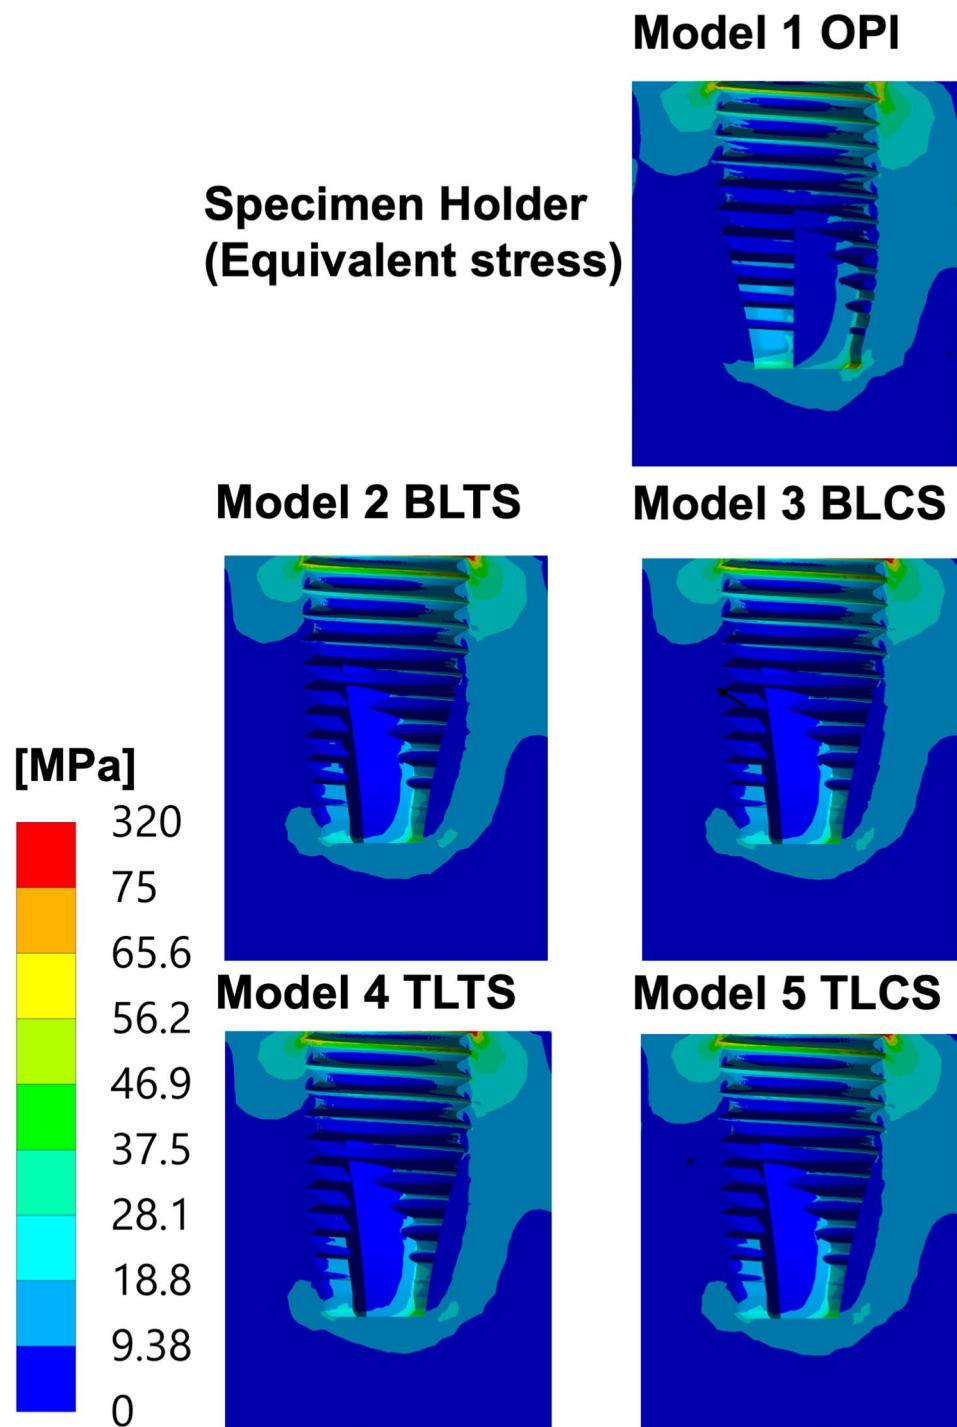 Model 1 OPI
Specimen Holder
(Equivalent stress)
Model 2 BLTS
Model 3 BLCS
[MPa]
320
75
65.6
56.2
46.9
37.5
28.1
18.8
9.38
0
Model 4 TLTS
Model 5 TLCS